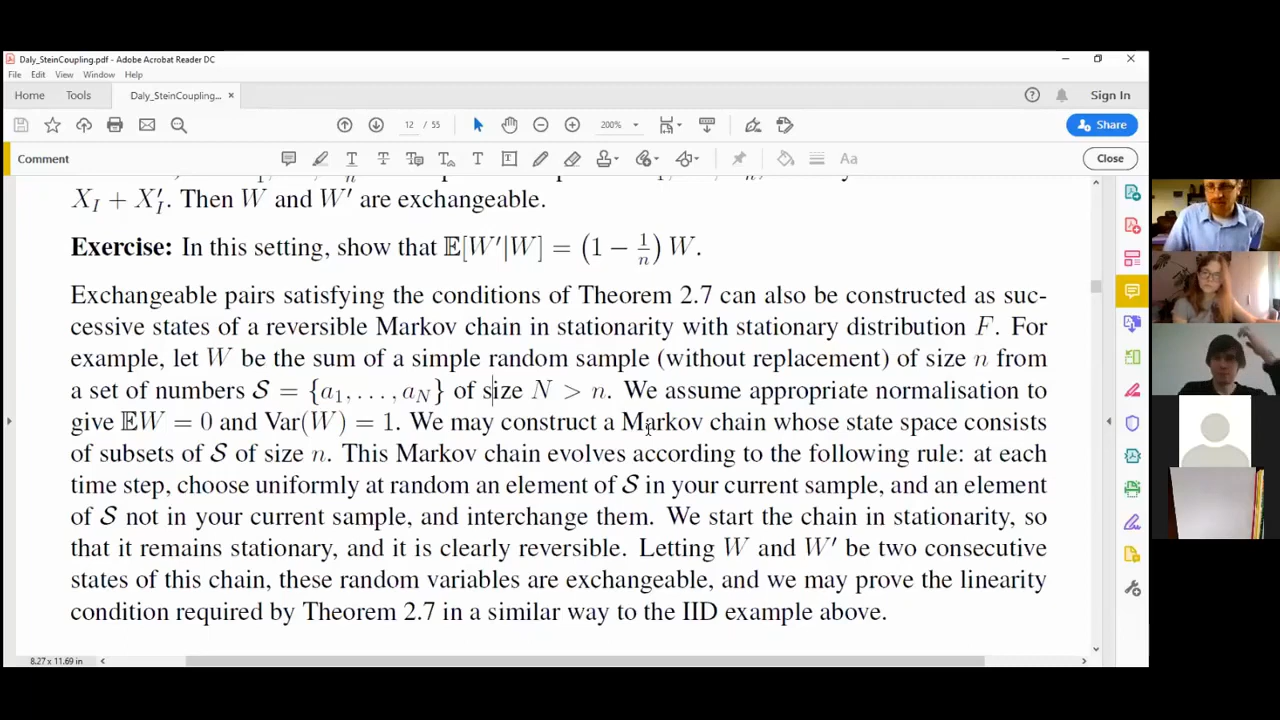 Daly_SteinCoupling.pdf - Adobe Acrobat Reader DC
File Edit View Window Help
Home Tools Daly_SteinCoupling... × Sign In
12 / 55 200% Share
Comment Aa Close
X_I + X′_I. Then W and W′ are exchangeable.
Exercise: In this setting, show that 𝔼[W′|W] = (1 − 1/n) W.
Exchangeable pairs satisfying the conditions of Theorem 2.7 can also be constructed as suc-
cessive states of a reversible Markov chain in stationarity with stationary distribution F. For
example, let W be the sum of a simple random sample (without replacement) of size n from
a set of numbers 𝒮 = {a_1, . . . , a_N} of size N > n. We assume appropriate normalisation to
give 𝔼W = 0 and Var(W) = 1. We may construct a Markov chain whose state space consists
of subsets of 𝒮 of size n. This Markov chain evolves according to the following rule: at each
time step, choose uniformly at random an element of 𝒮 in your current sample, and an element
of 𝒮 not in your current sample, and interchange them. We start the chain in stationarity, so
that it remains stationary, and it is clearly reversible. Letting W and W′ be two consecutive
states of this chain, these random variables are exchangeable, and we may prove the linearity
condition required by Theorem 2.7 in a similar way to the IID example above.
8.27 x 11.69 in